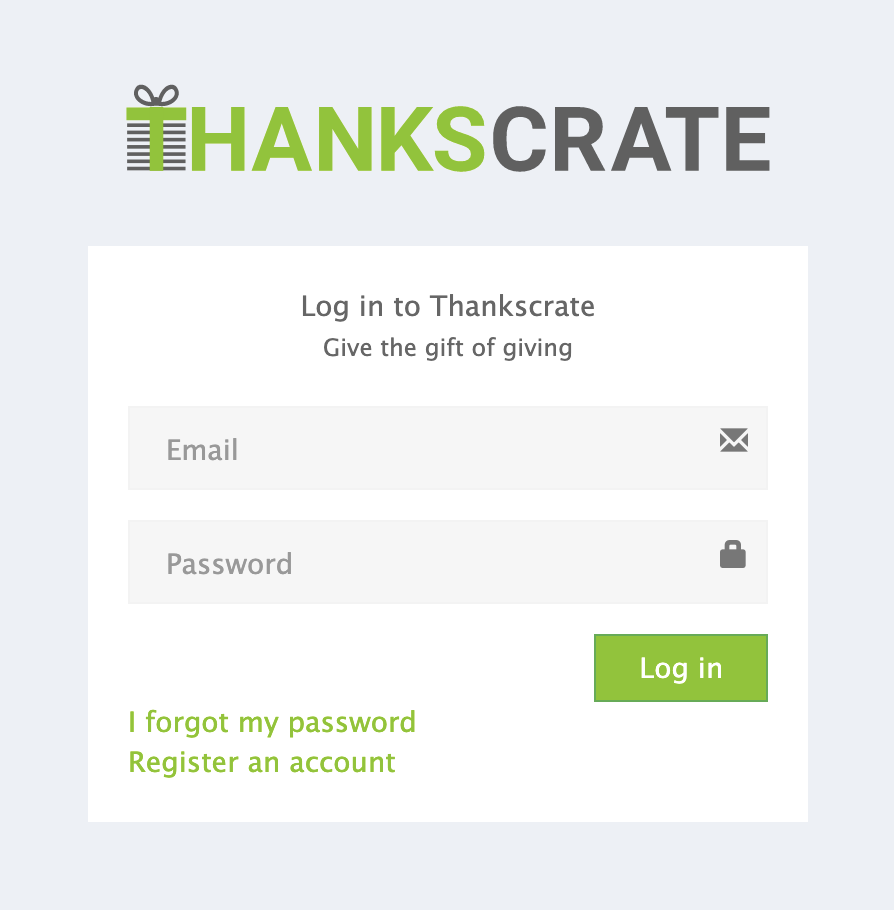 THANKSCRATE
Log in to Thankscrate
Give the gift of giving
Email
Password
Log in
I forgot my password
Register an account